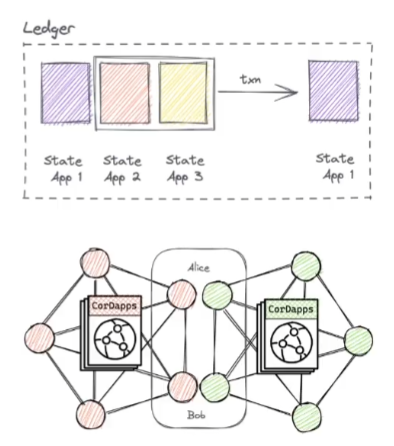 Ledger
txn
State App 1
State App 2
State App 3
State App 1
Alice
CorDapps
CorDapps
Bob